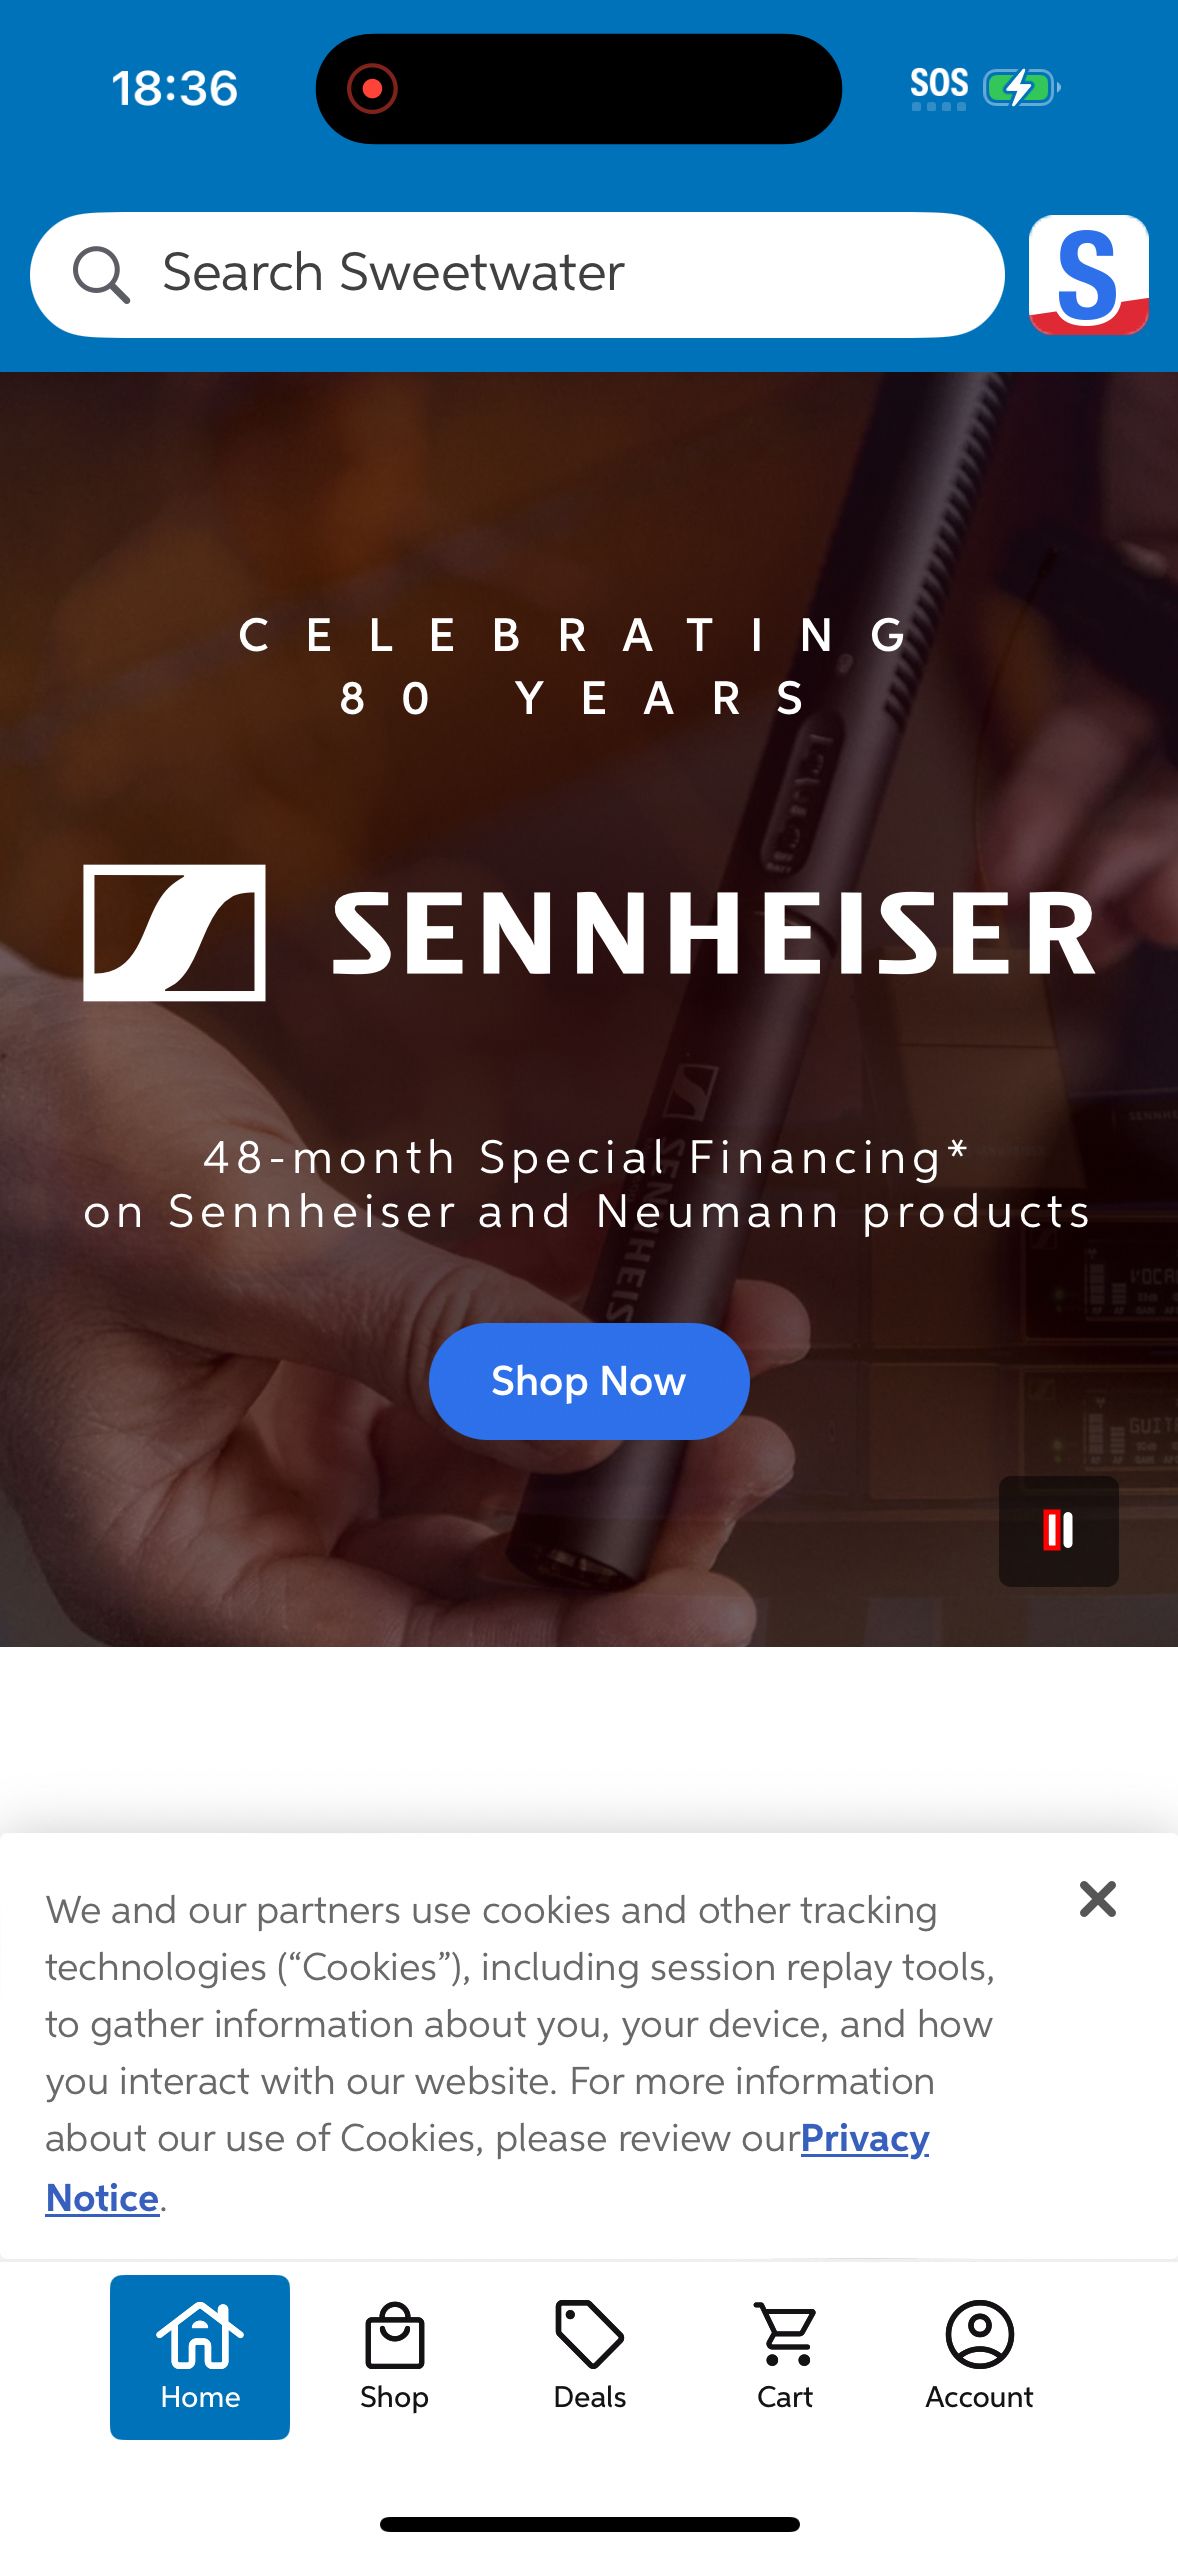 18:36
SOS
Search Sweetwater
S
CELEBRATING
80 YEARS
SENNHEISER
48-month Special Financing*
on Sennheiser and Neumann products
Shop Now
We and our partners use cookies and other tracking
technologies (“Cookies”), including session replay tools,
to gather information about you, your device, and how
you interact with our website. For more information
about our use of Cookies, please review ourPrivacy
Notice.
Home
Shop
Deals
Cart
Account